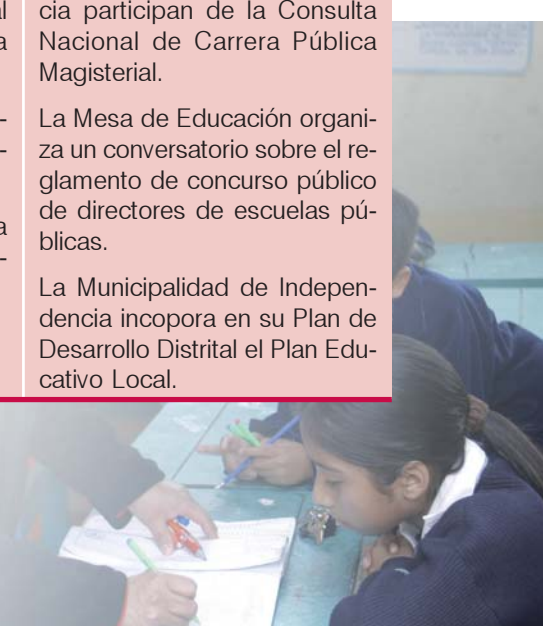 al
a
-
-
a
-
cia participan de la Consulta
Nacional de Carrera Pública
Magisterial.
La Mesa de Educación organi-
za un conversatorio sobre el re-
glamento de concurso público
de directores de escuelas pú-
blicas.
La Municipalidad de Indepen-
dencia incopora en su Plan de
Desarrollo Distrital el Plan Edu-
cativo Local.